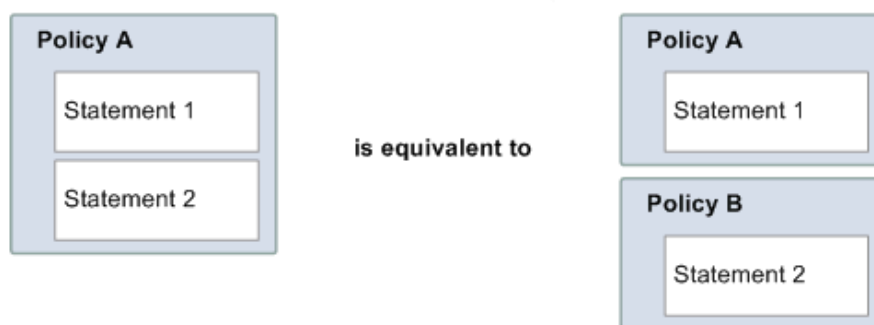 Policy A
Statement 1
Statement 2
is equivalent to
Policy A
Statement 1
Policy B
Statement 2